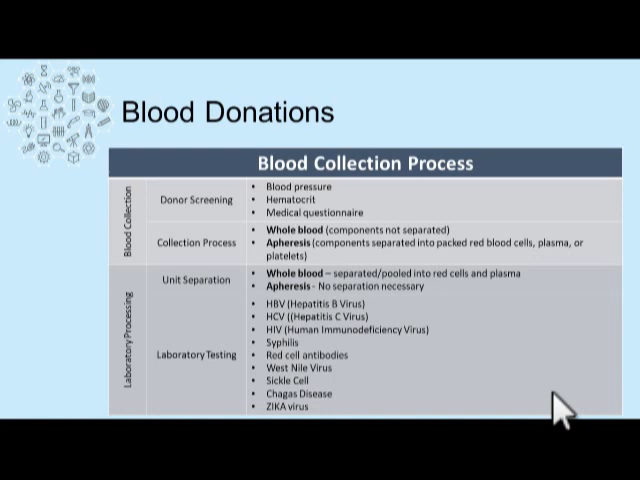 Blood Donations
Blood Collection Process
Blood Collection
Donor Screening
• Blood pressure
• Hematocrit
• Medical questionnaire
Collection Process
• Whole blood (components not separated)
• Apheresis (components separated into packed red blood cells, plasma, or
platelets)
Laboratory Processing
Unit Separation
• Whole blood – separated/pooled into red cells and plasma
• Apheresis - No separation necessary
Laboratory Testing
• HBV (Hepatitis B Virus)
• HCV ((Hepatitis C Virus)
• HIV (Human Immunodeficiency Virus)
• Syphilis
• Red cell antibodies
• West Nile Virus
• Sickle Cell
• Chagas Disease
• ZIKA virus